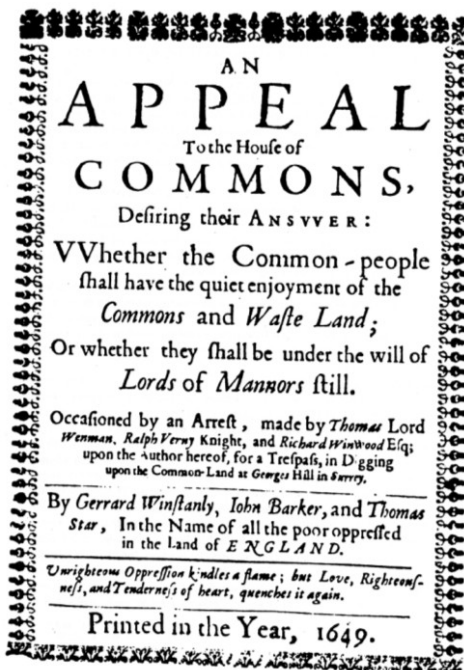 AN
APPEAL
To the Houſe of
COMMONS,
Deſiring their ANSVVER:
VVhether the Common-people
ſhall have the quiet enjoyment of the
Commons and Waſte Land;
Or whether they ſhall be under the will of
Lords of Mannors ſtill.
Occaſioned by an Arreſt, made by Thomas Lord
Wenman, Ralph Verny Knight, and Richard Winwood Eſq;
upon the Author hereof, for a Treſpaſs, in Digging
upon the Common-Land at Georges Hill in Surrey.
By Gerrard Winſtanly, Iohn Barker, and Thomas
Star, In the Name of all the poor oppreſſed
in the Land of ENGLAND.
Unrighteous Oppreſſion kindles a flame; but Love, Righteouſ-
neſs, and Tenderneſs of heart, quenches it again.
Printed in the Year, 1649.